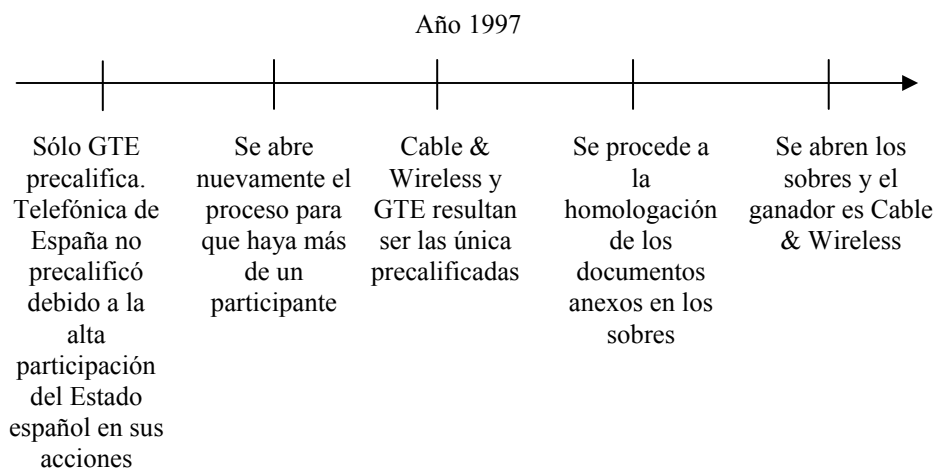 Año 1997
Sólo GTE
precalifica.
Telefónica de
España no
precalificó
debido a la
alta
participación
del Estado
español en sus
acciones
Se abre
nuevamente el
proceso para
que haya más
de un
participante
Cable &
Wireless y
GTE resultan
ser las única
precalificadas
Se procede a
la
homologación
de los
documentos
anexos en los
sobres
Se abren los
sobres y el
ganador es Cable
& Wireless